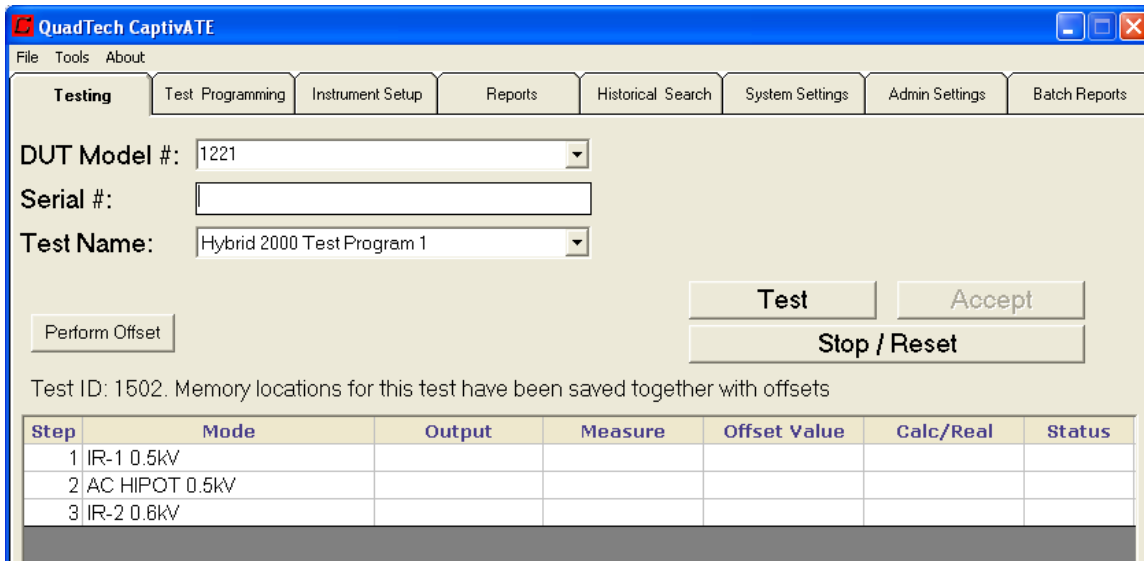 QuadTech CaptivATE
File Tools About
Testing Test Programming Instrument Setup Reports Historical Search System Settings Admin Settings Batch Reports
DUT Model #: 1221
Serial #:
Test Name: Hybrid 2000 Test Program 1
Test Accept
Perform Offset Stop / Reset
Test ID: 1502. Memory locations for this test have been saved together with offsets
Step Mode Output Measure Offset Value Calc/Real Status
1 IR-1 0.5kV
2 AC HIPOT 0.5kV
3 IR-2 0.6kV